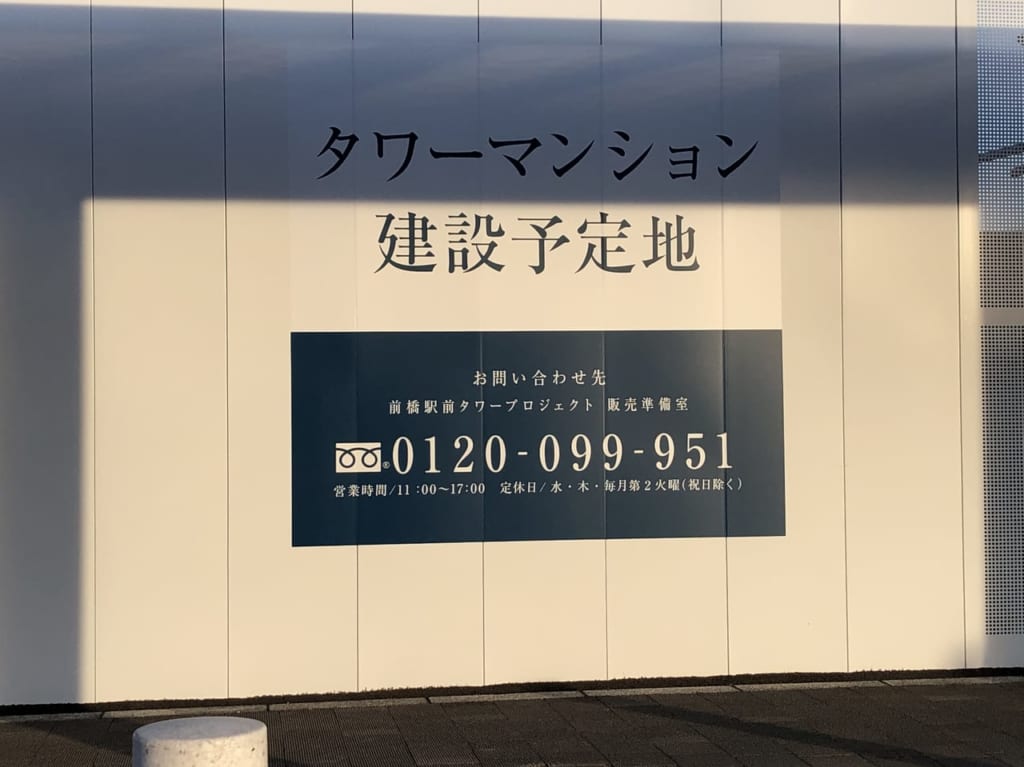 タワーマンション
建設予定地
お問い合わせ先
前橋駅前タワープロジェクト 販売準備室
®0120-099-951
営業時間/11:00〜17:00 定休日/水・木・毎月第2火曜(祝日除く)